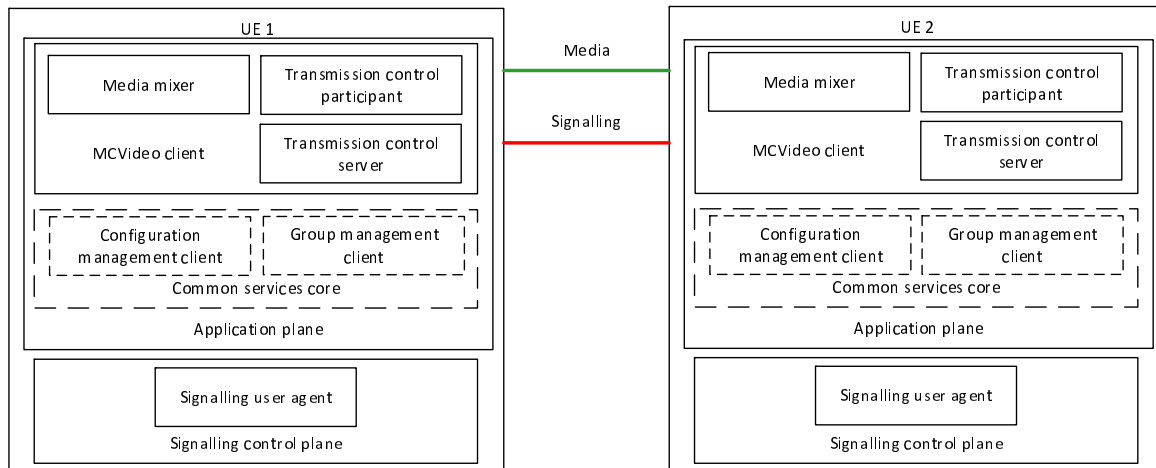 UE 1
Media mixer
Transmission control
participant
MCVideo client
Transmission control
server
Configuration
management client
Group management
client
Common services core
Application plane
Signalling user agent
Signalling control plane
Media
Signalling
UE 2
Media mixer
Transmission control
participant
MCVideo client
Transmission control
server
Configuration
management client
Group management
client
Common services core
Application plane
Signalling user agent
Signalling control plane